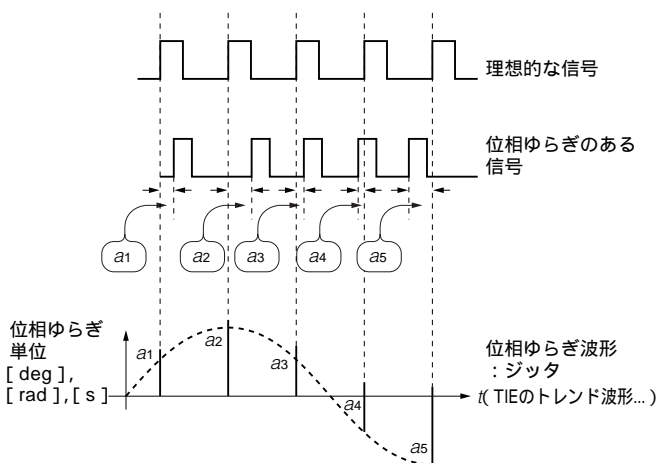 理想的な信号
位相ゆらぎのある
信号
a1
a2
a3
a4
a5
位相ゆらぎ
単位
[ deg ],
[ rad ],[ s ]
a1
a2
a3
a4
a5
位相ゆらぎ波形
：ジッタ
t( TIEのトレンド波形... )